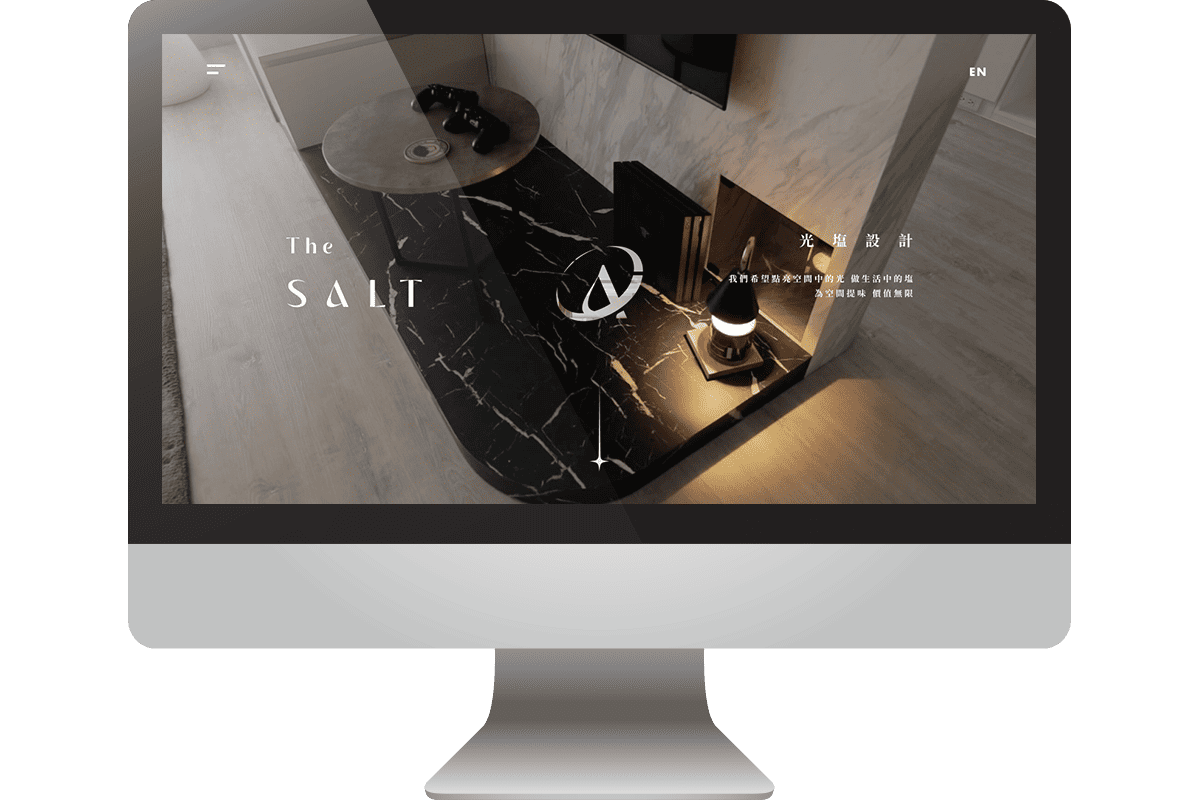 EN
The
SALT
光塩設計
我們希望點亮空間中的光 做生活中的塩
為空間提味 價值無限